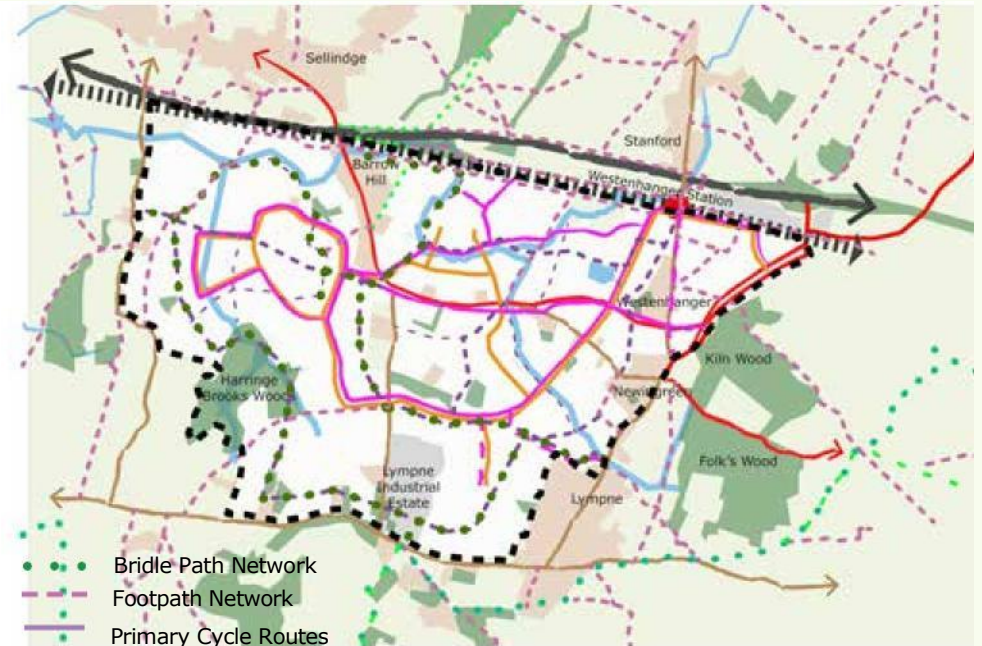 Sellindge
Stanford
Barrow
Hill
Westenhanger Station
Westenhanger
Kiln Wood
Harringe
Brooks Woods
Newingreen
Folk's Wood
Lympne
Industrial
Estate
Lympne
Bridle Path Network
Footpath Network
Primary Cycle Routes